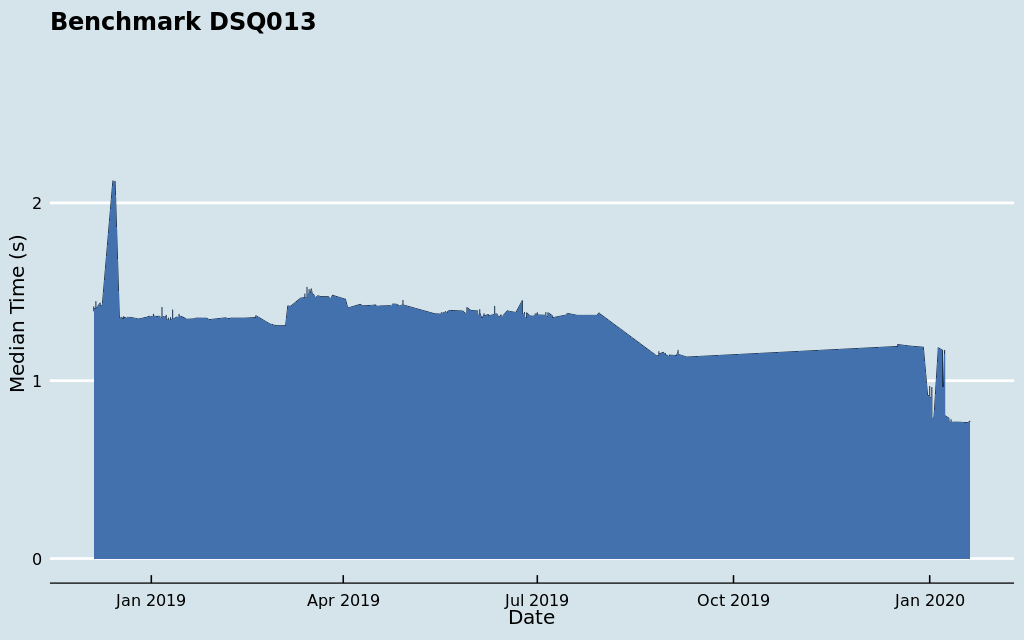 Benchmark DSQ013
Median Time (s)
2
1
0
Jan 2019
Apr 2019
Jul 2019
Oct 2019
Jan 2020
Date